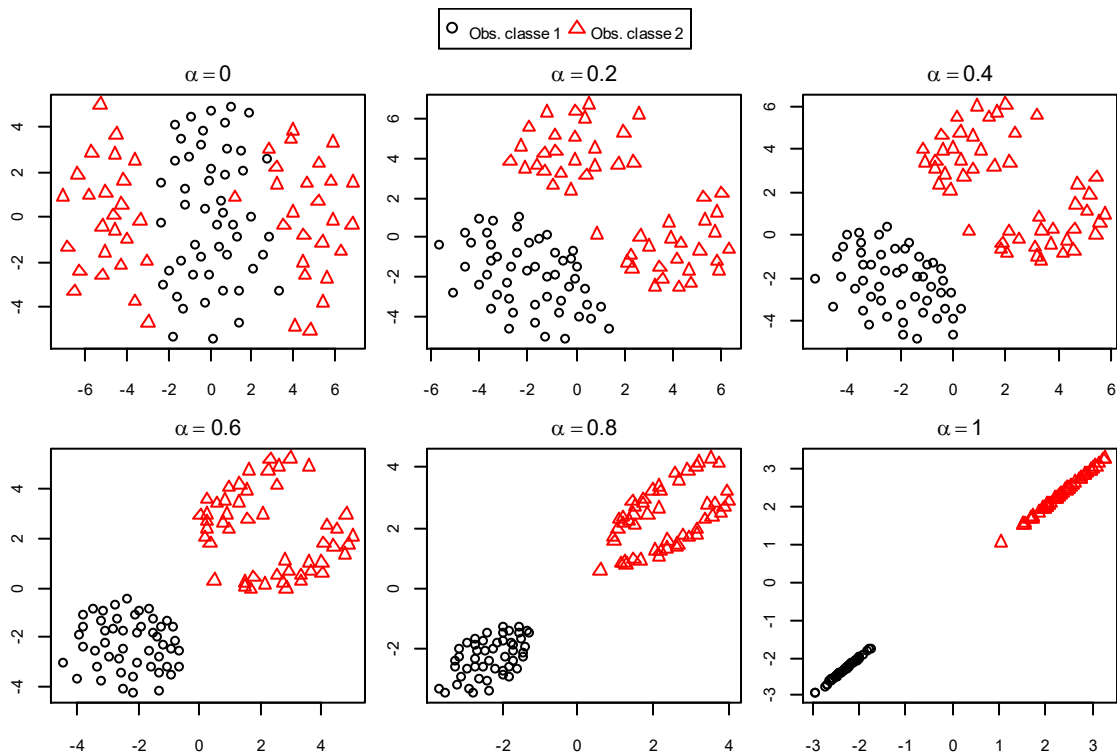 Obs. classe 1 Obs. classe 2
α = 0 α = 0.2 α = 0.4
4 2 0 -2 -4
-6 -4 -2 0 2 4 6
6 4 2 0 -2 -4
-6 -4 -2 0 2 4 6
6 4 2 0 -2 -4
-4 -2 0 2 4 6
α = 0.6 α = 0.8 α = 1
4 2 0 -2 -4
-4 -2 0 2 4
4 2 0 -2
-2 0 2 4
3 2 1 0 -1 -2 -3
-3 -2 -1 0 1 2 3